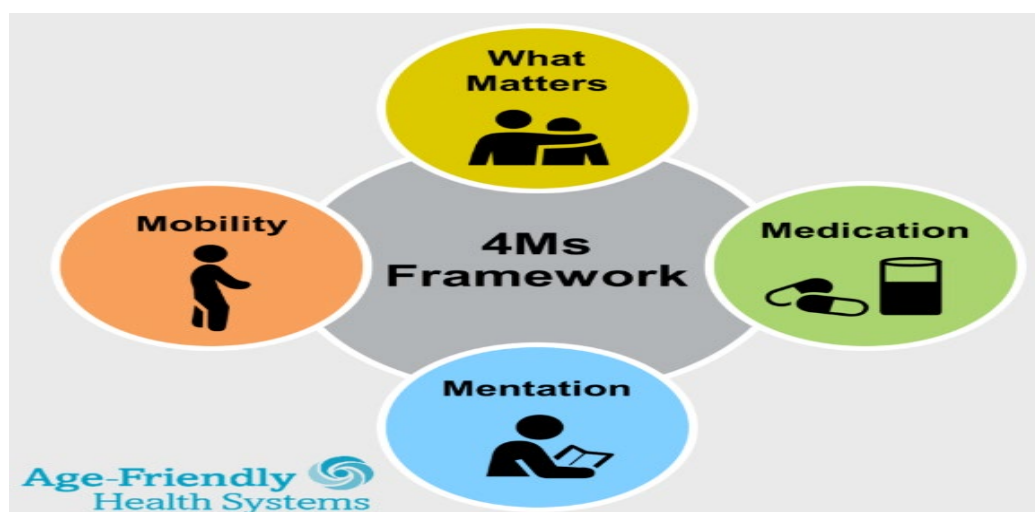 What
Matters
Mobility
4Ms
Framework
Medication
Mentation
Age-Friendly
Health Systems